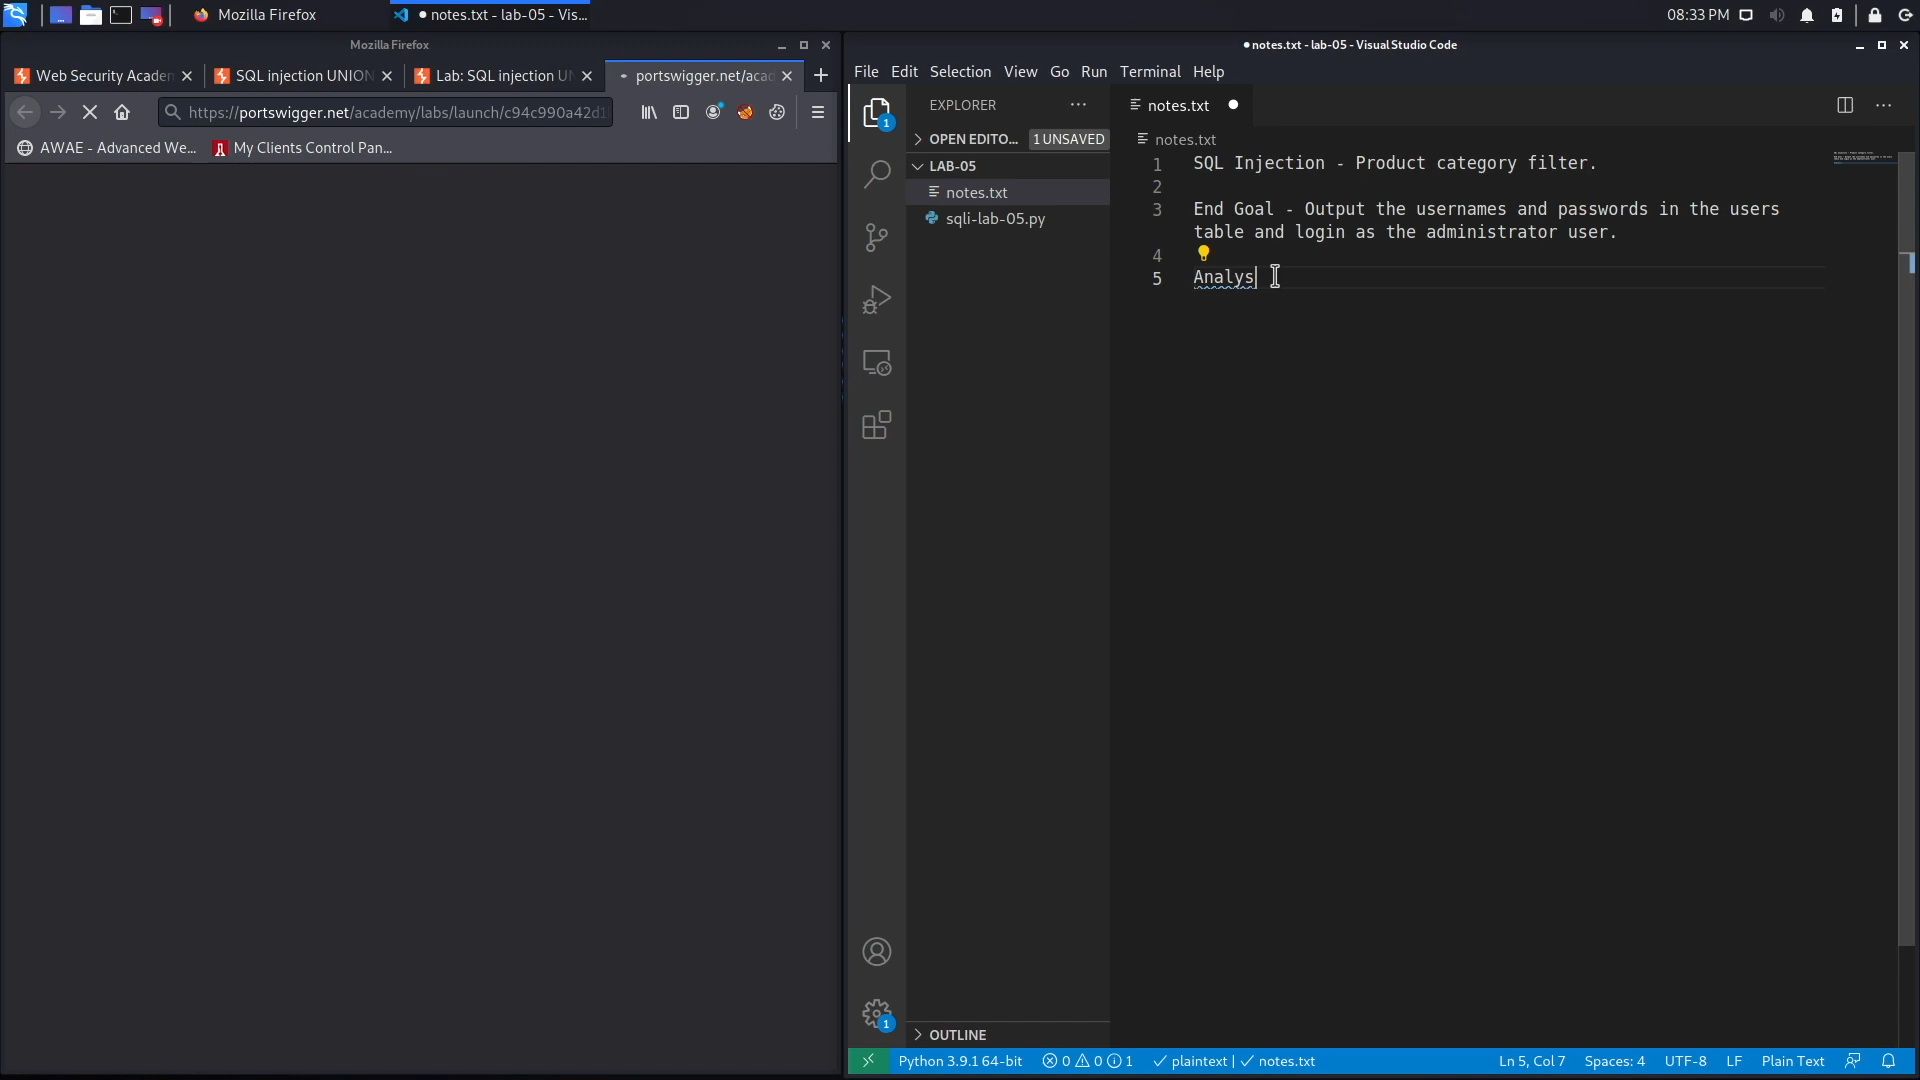 Mozilla Firefox
notes.txt - lab-05 - Vis...
08:33 PM
Mozilla Firefox
notes.txt - lab-05 - Visual Studio Code
Web Security Academ
SQL injection UNION
Lab: SQL injection UN
portswigger.net/acad
File Edit Selection View Go Run Terminal Help
https://portswigger.net/academy/labs/launch/c94c990a42d1
EXPLORER
notes.txt
AWAE - Advanced We...
My Clients Control Pan...
1
OPEN EDITO...
1 UNSAVED
notes.txt
LAB-05
notes.txt
sqli-lab-05.py
1 SQL Injection - Product category filter.
2
3 End Goal - Output the usernames and passwords in the users
table and login as the administrator user.
4
5 Analys
1
OUTLINE
Python 3.9.1 64-bit
0 0 1
plaintext | notes.txt
Ln 5, Col 7
Spaces: 4
UTF-8
LF
Plain Text